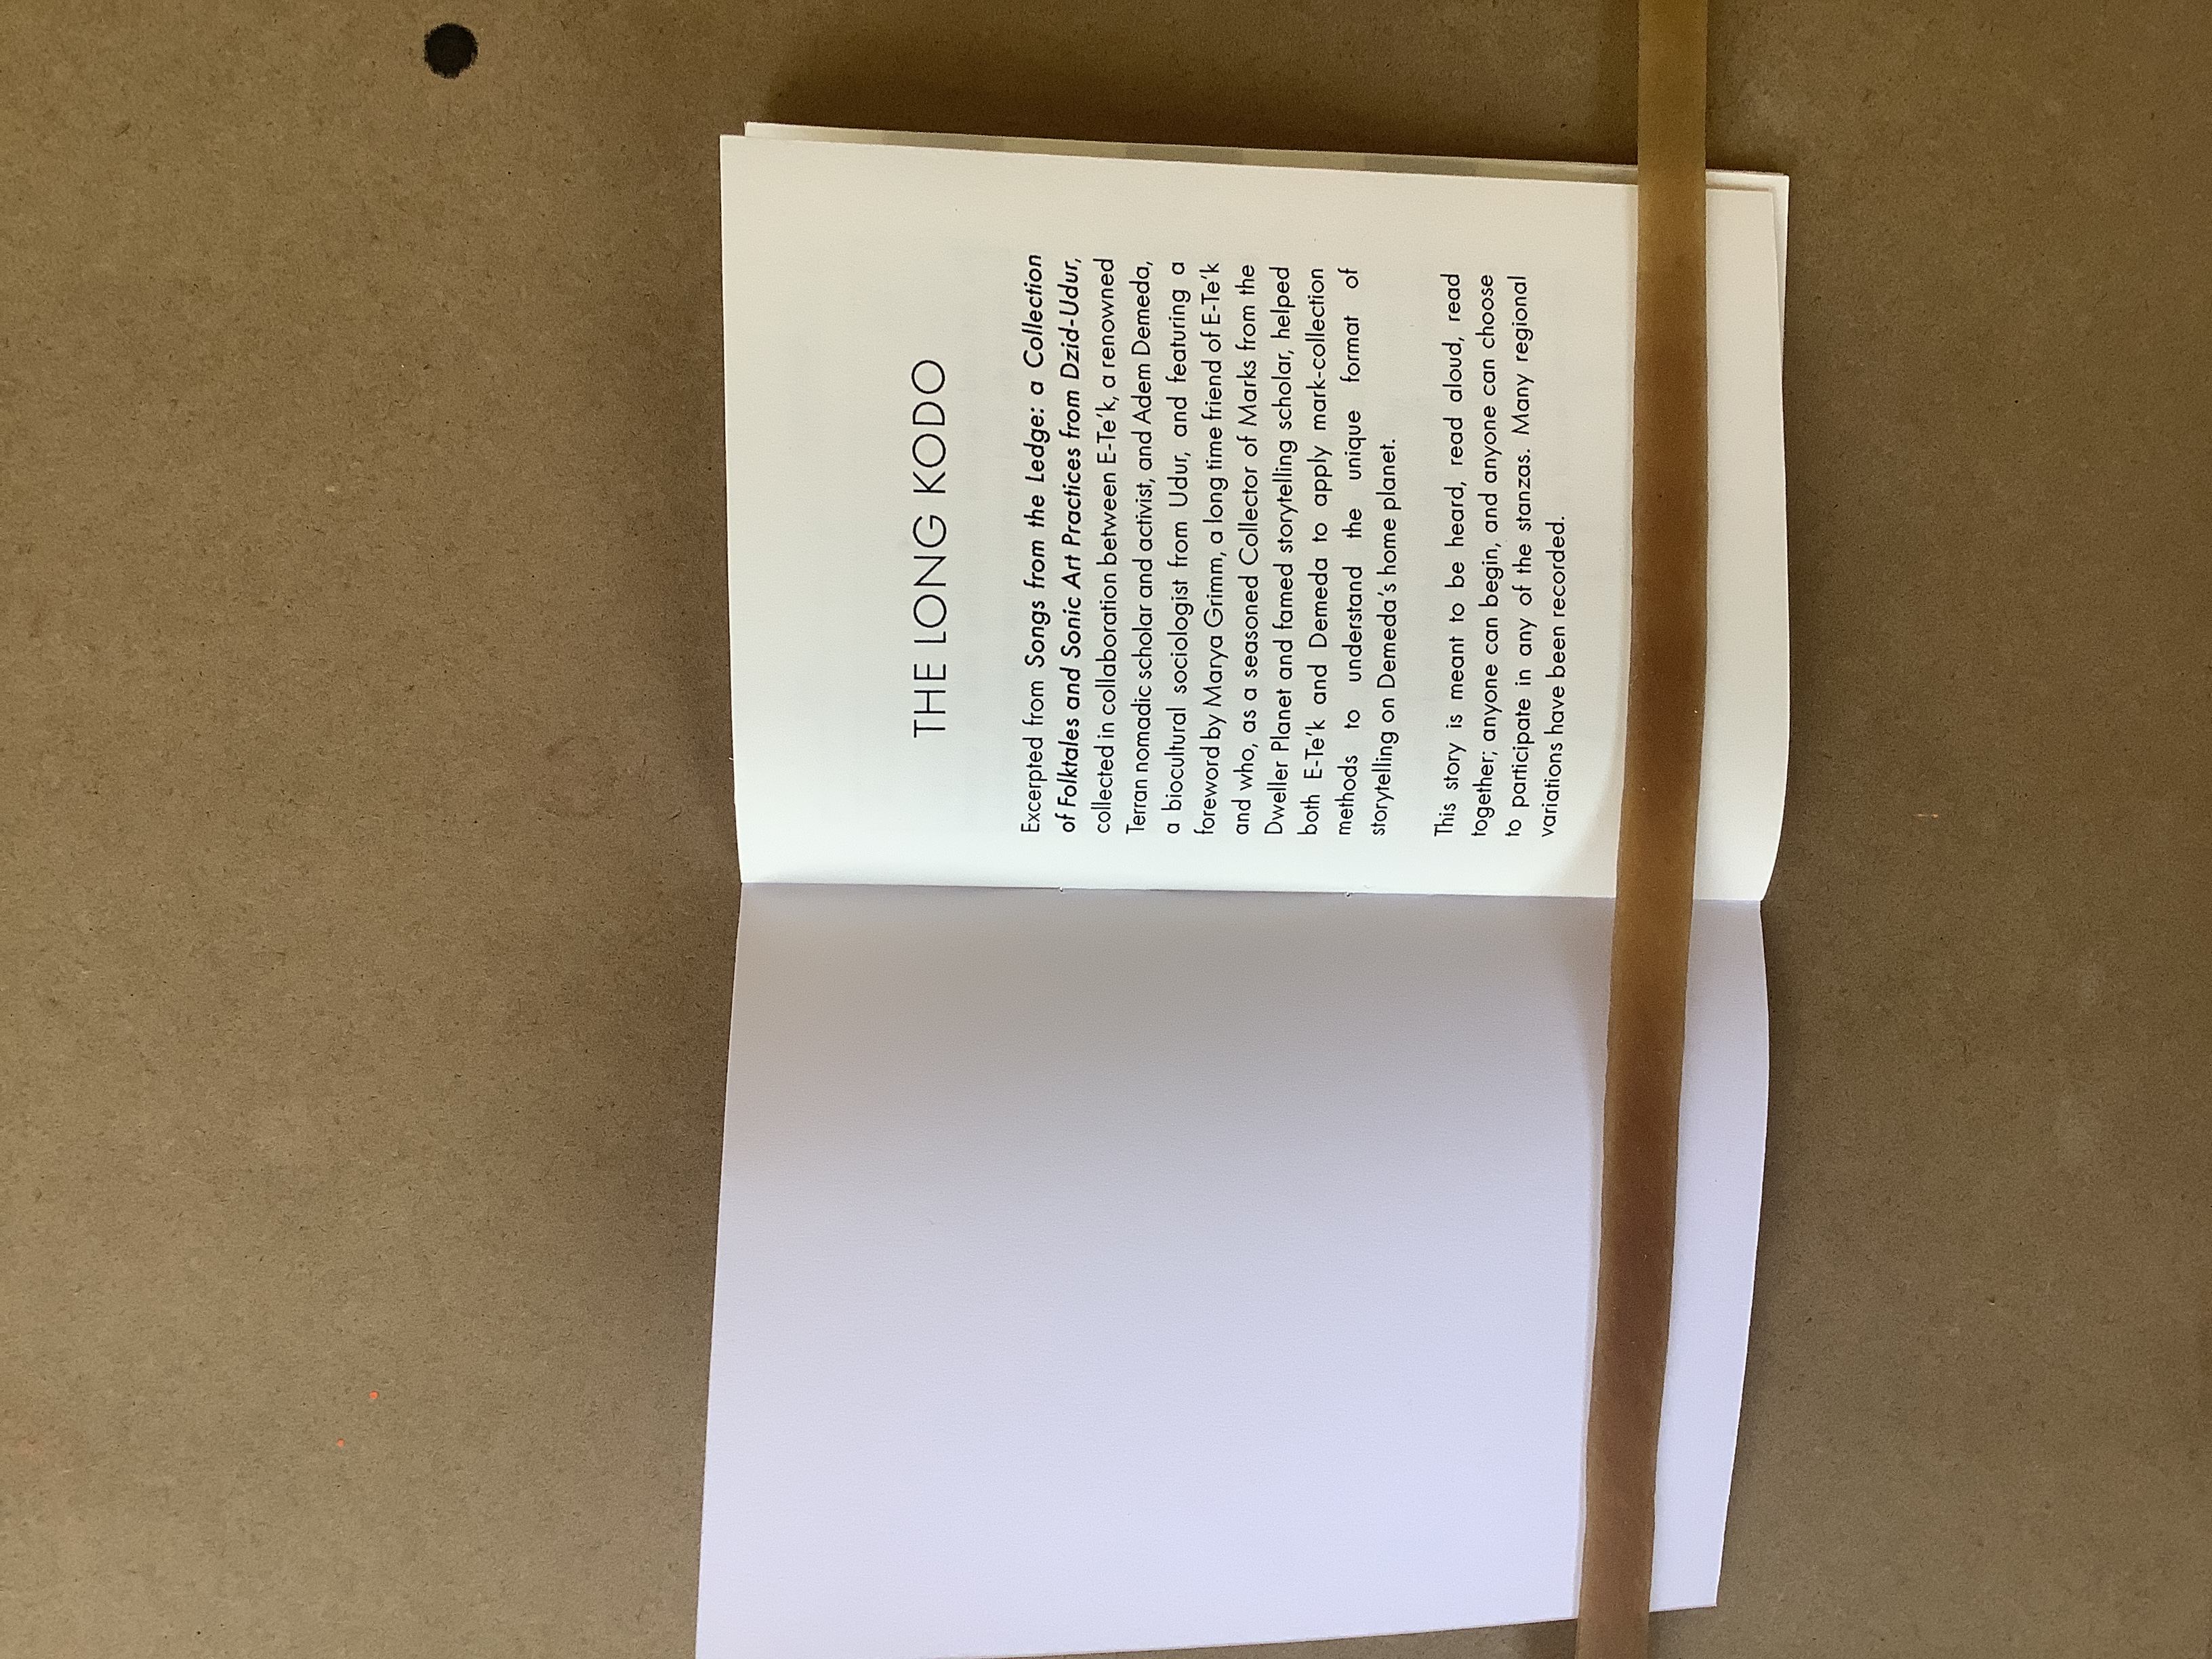 THE LONG KODO
Excerpted from Songs from the Ledge: a Collection
of Folktales and Sonic Art Practices from Dzid-Udur,
collected in collaboration between E-Te’k, a renowned
Terran nomadic scholar and activist, and Adem Demeda,
a biocultural sociologist from Udur, and featuring a
foreword by Marya Grimm, a long time friend of E-Te’k
and who, as a seasoned Collector of Marks from the
Dweller Planet and famed storytelling scholar, helped
both E-Te’k and Demeda to apply mark-collection
methods to understand the unique format of
storytelling on Demeda’s home planet.
This story is meant to be heard, read aloud, read
together; anyone can begin, and anyone can choose
to participate in any of the stanzas. Many regional
variations have been recorded.